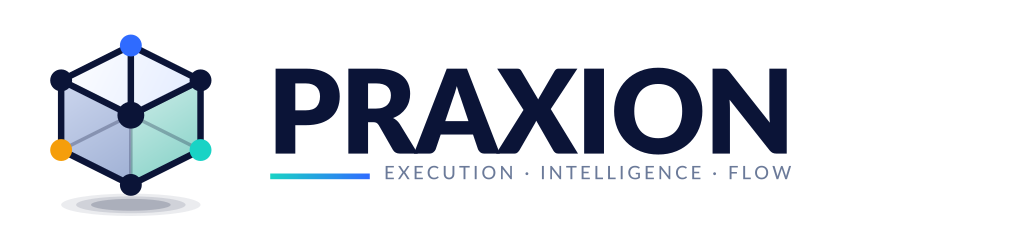 PRAXION
EXECUTION · INTELLIGENCE · FLOW